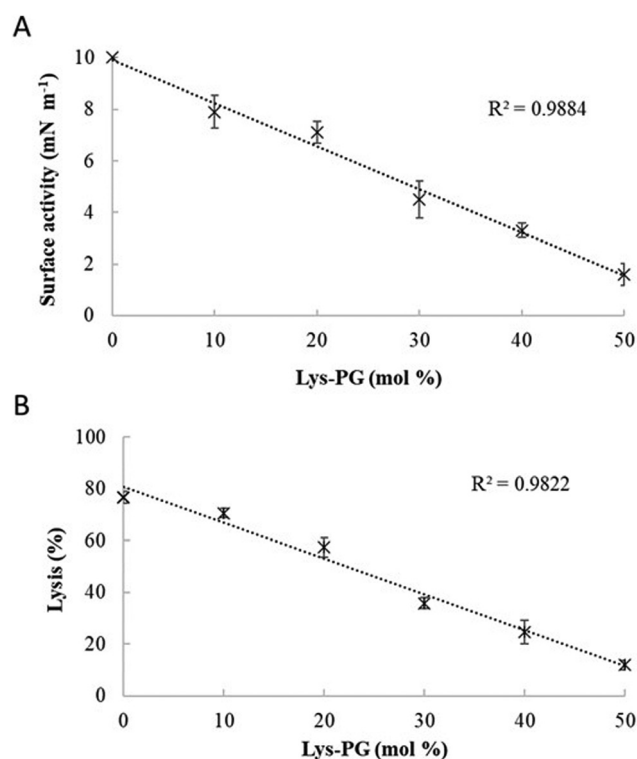 A
Surface activity (mN m⁻¹)
10
8
6
4
2
0
R² = 0.9884
0 10 20 30 40 50
Lys-PG (mol %)
B
Lysis (%)
100
80
60
40
20
0
R² = 0.9822
0 10 20 30 40 50
Lys-PG (mol %)